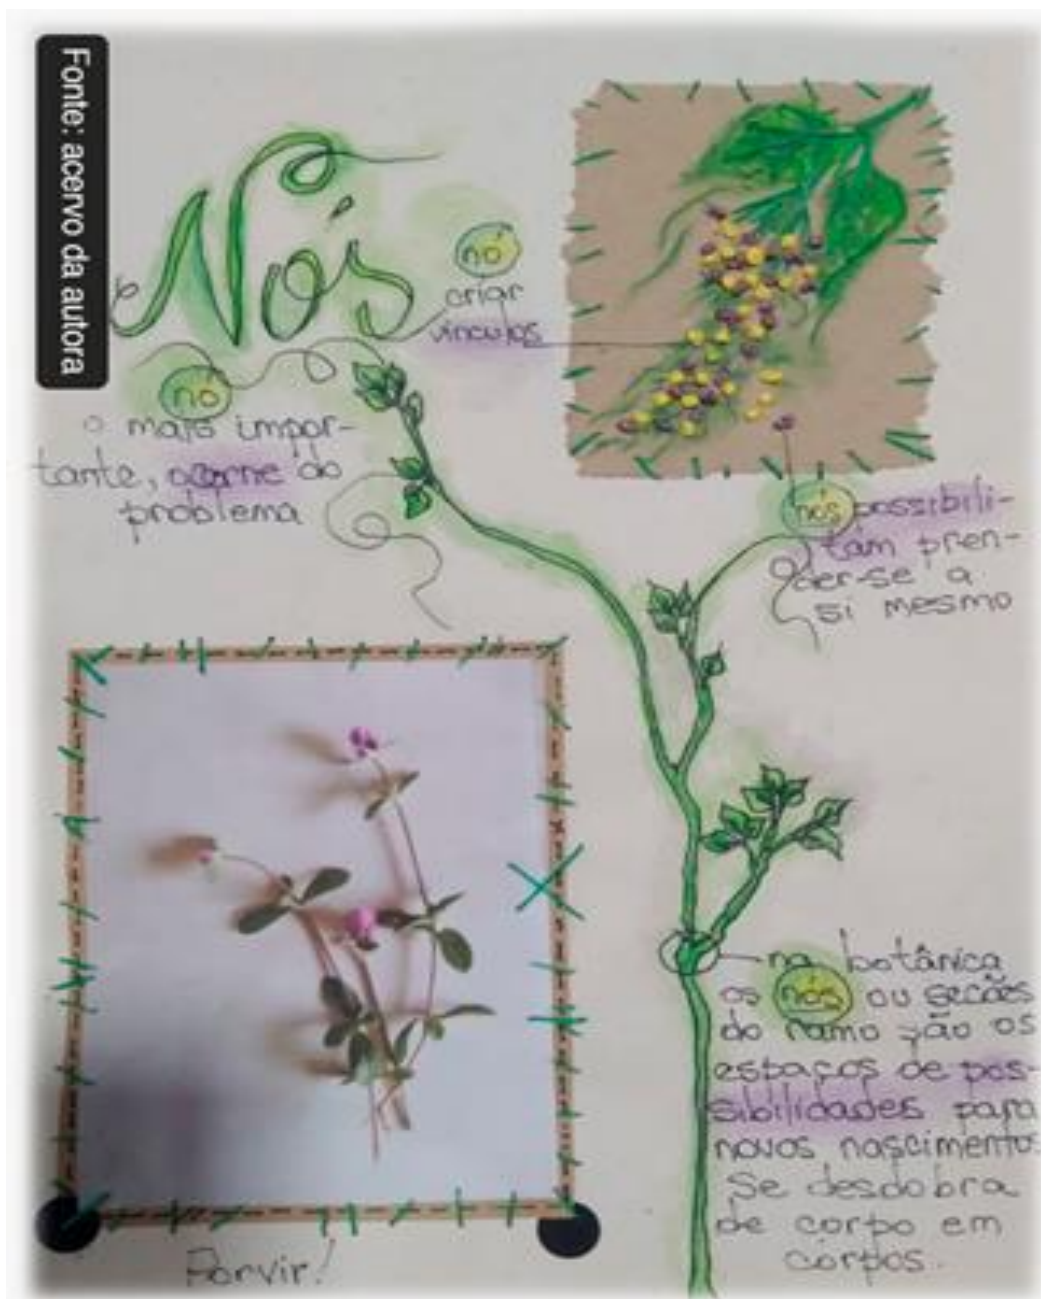 Fonte: acervo da autora
Nós
nó
criar
vínculos
nó
o mais impor-
tante, o cerne do
problema
nós possibili-
tam pren-
der-se a
si mesmo
na botânica
os nós ou secções
do ramo são os
espaços de pos-
sibilidades para
novos nascimentos
Se desdobra
de corpo em
corpos.
Porvir!